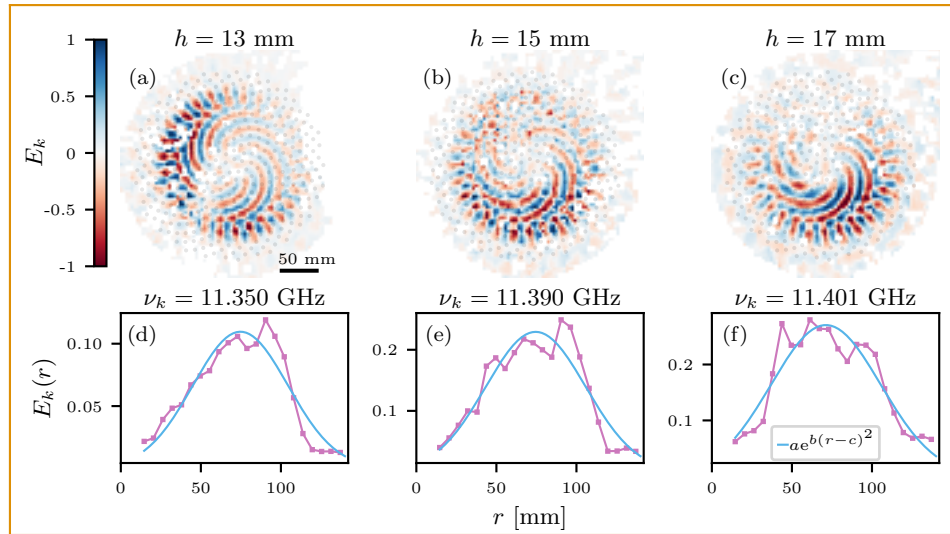 h = 13 mm
h = 15 mm
h = 17 mm
(a)
(b)
(c)
1
0.5
0
-0.5
-1
E_k
50 mm
ν_k = 11.350 GHz
ν_k = 11.390 GHz
ν_k = 11.401 GHz
(d)
(e)
(f)
0.10
0.05
E_k(r)
0.2
0.1
0.2
0.1
ae^{b(r−c)^2}
0
50
100
0
50
100
0
50
100
r [mm]